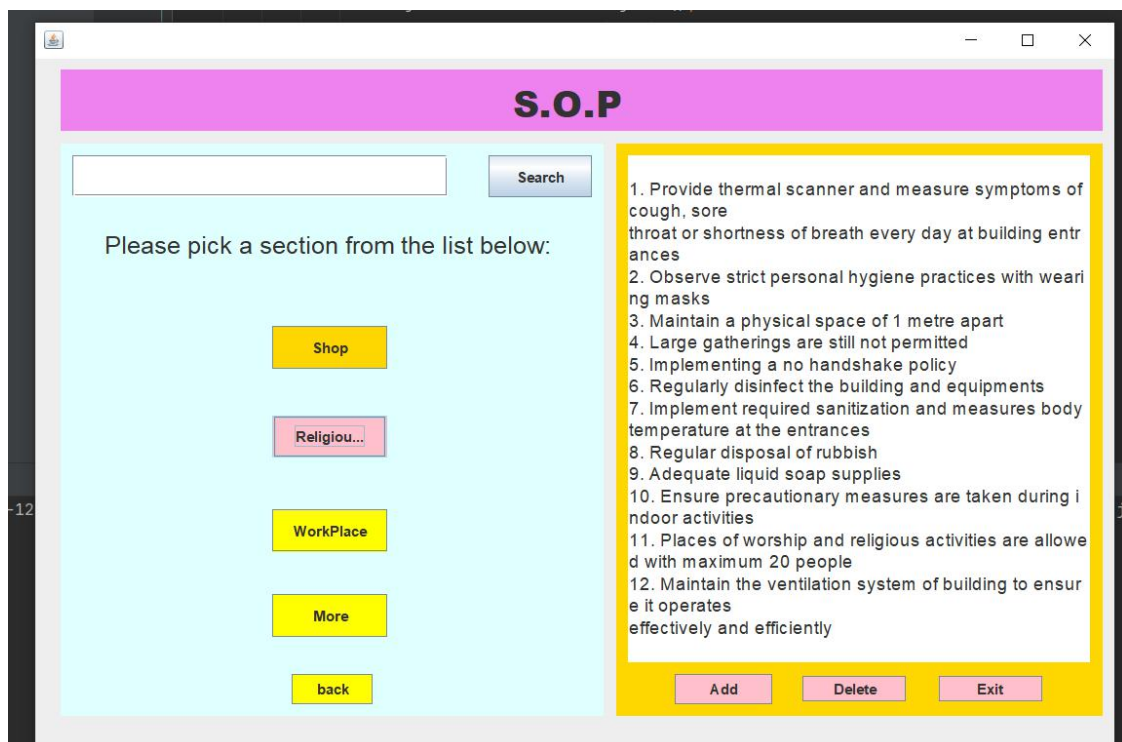 S.O.P
Search
Please pick a section from the list below:
Shop
Religiou...
WorkPlace
More
back
1. Provide thermal scanner and measure symptoms of
cough, sore
throat or shortness of breath every day at building entr
ances
2. Observe strict personal hygiene practices with weari
ng masks
3. Maintain a physical space of 1 metre apart
4. Large gatherings are still not permitted
5. Implementing a no handshake policy
6. Regularly disinfect the building and equipments
7. Implement required sanitization and measures body
temperature at the entrances
8. Regular disposal of rubbish
9. Adequate liquid soap supplies
10. Ensure precautionary measures are taken during i
ndoor activities
11. Places of worship and religious activities are allowe
d with maximum 20 people
12. Maintain the ventilation system of building to ensur
e it operates
effectively and efficiently
Add
Delete
Exit
-12